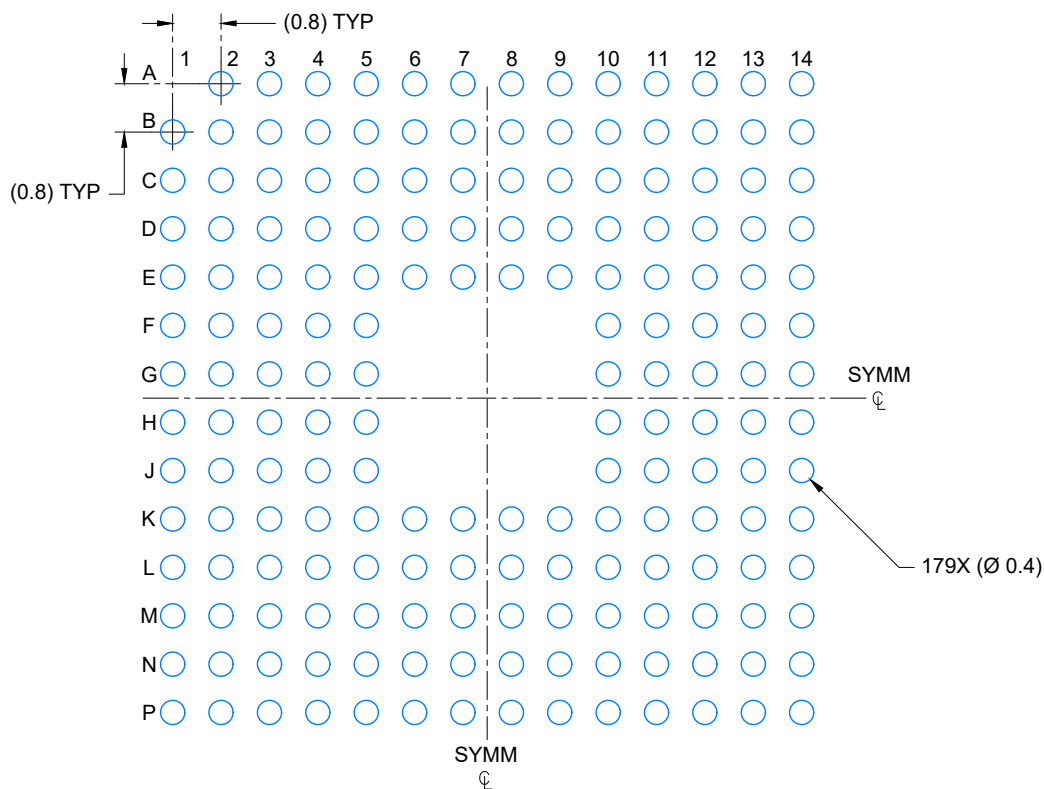 (0.8) TYP
1 2 3 4 5 6 7 8 9 10 11 12 13 14
A
B
(0.8) TYP
C
D
E
F
G
SYMM
℄
H
J
K
L
179X (Ø 0.4)
M
N
P
SYMM
℄